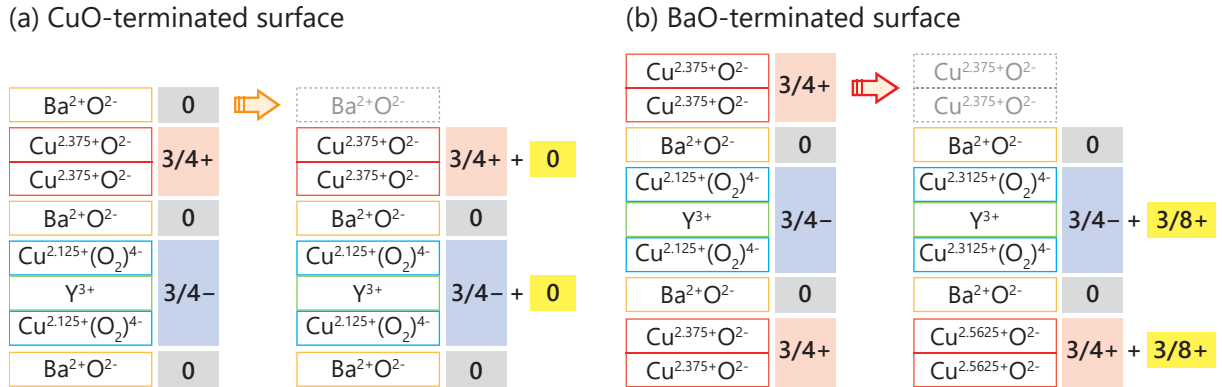 (a) CuO-terminated surface
Ba²⁺O²⁻ 0
Cu²·³⁷⁵⁺O²⁻
Cu²·³⁷⁵⁺O²⁻
3/4+
Ba²⁺O²⁻ 0
Cu²·¹²⁵⁺(O₂)⁴⁻
Y³⁺
Cu²·¹²⁵⁺(O₂)⁴⁻
3/4−
Ba²⁺O²⁻ 0
Ba²⁺O²⁻
Cu²·³⁷⁵⁺O²⁻
Cu²·³⁷⁵⁺O²⁻
3/4+ + 0
Ba²⁺O²⁻ 0
Cu²·¹²⁵⁺(O₂)⁴⁻
Y³⁺
Cu²·¹²⁵⁺(O₂)⁴⁻
3/4− + 0
Ba²⁺O²⁻ 0
(b) BaO-terminated surface
Cu²·³⁷⁵⁺O²⁻
Cu²·³⁷⁵⁺O²⁻
3/4+
Ba²⁺O²⁻ 0
Cu²·¹²⁵⁺(O₂)⁴⁻
Y³⁺
Cu²·¹²⁵⁺(O₂)⁴⁻
3/4−
Ba²⁺O²⁻ 0
Cu²·³⁷⁵⁺O²⁻
Cu²·³⁷⁵⁺O²⁻
3/4+
Cu²·³⁷⁵⁺O²⁻
Cu²·³⁷⁵⁺O²⁻
Ba²⁺O²⁻ 0
Cu²·³¹²⁵⁺(O₂)⁴⁻
Y³⁺
Cu²·³¹²⁵⁺(O₂)⁴⁻
3/4− + 3/8+
Ba²⁺O²⁻ 0
Cu²·⁵⁶²⁵⁺O²⁻
Cu²·⁵⁶²⁵⁺O²⁻
3/4+ + 3/8+